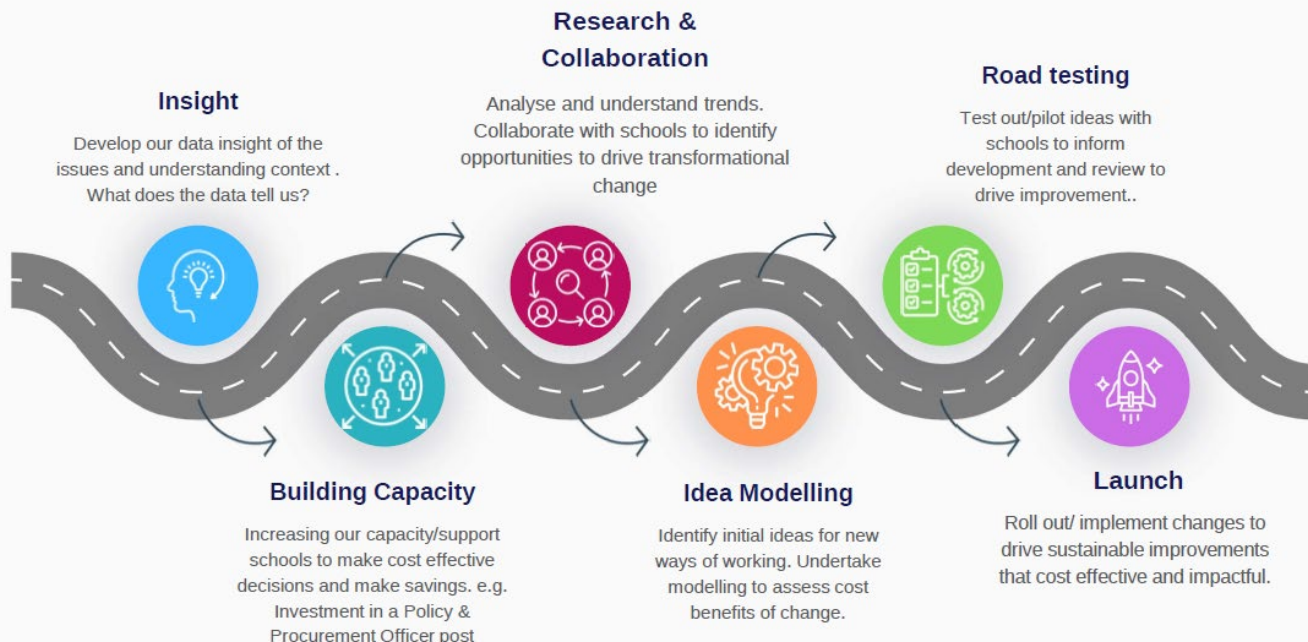 Insight
Develop our data insight of the
issues and understanding context .
What does the data tell us?
Building Capacity
Increasing our capacity/support
schools to make cost effective
decisions and make savings. e.g.
Investment in a Policy &
Procurement Officer post
Research &
Collaboration
Analyse and understand trends.
Collaborate with schools to identify
opportunities to drive transformational
change
Idea Modelling
Identify initial ideas for new
ways of working. Undertake
modelling to assess cost
benefits of change.
Road testing
Test out/pilot ideas with
schools to inform
development and review to
drive improvement..
Launch
Roll out/ implement changes to
drive sustainable improvements
that cost effective and impactful.